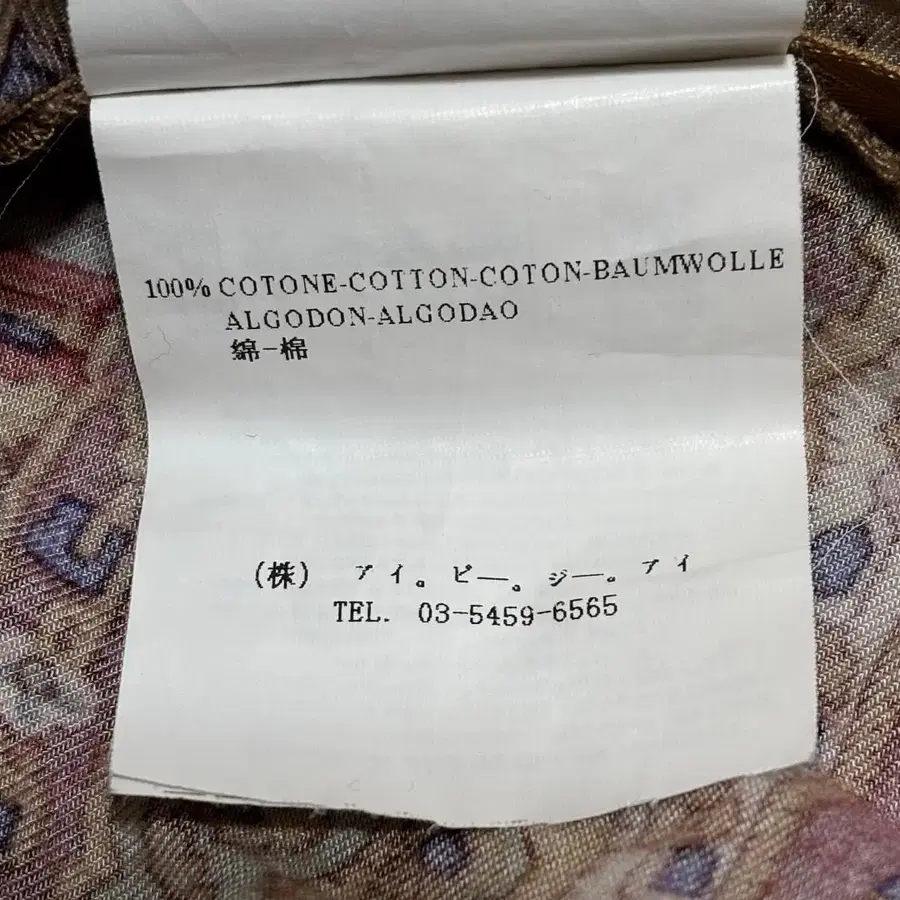 100% COTONE-COTTON-COTON-BAUMWOLLE
ALGODON-ALGODAO
綿-棉
(株) アイ。ピー。ジー。アイ
TEL. 03-5459-6565